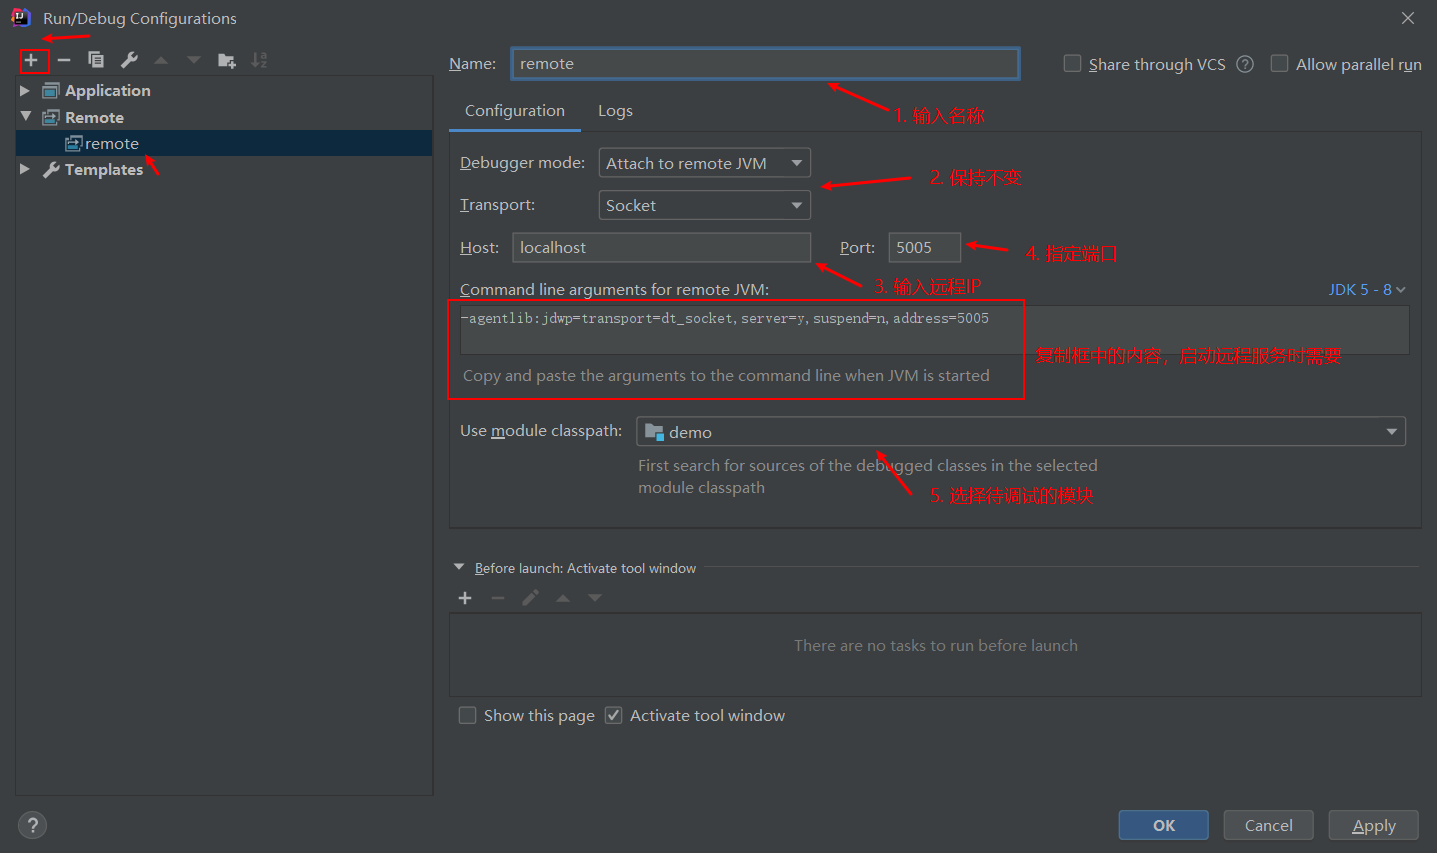 Run/Debug Configurations
Name: remote
Share through VCS
Allow parallel run
Application
Remote
remote
Templates
Configuration
Logs
1. 输入名称
Debugger mode: Attach to remote JVM
2. 保持不变
Transport: Socket
Host: localhost
Port: 5005
4. 指定端口
3. 输入远程IP
Command line arguments for remote JVM:
JDK 5 - 8
-agentlib:jdwp=transport=dt_socket,server=y,suspend=n,address=5005
复制框中的内容，启动远程服务时需要
Copy and paste the arguments to the command line when JVM is started
Use module classpath: demo
First search for sources of the debugged classes in the selected
module classpath
5. 选择待调试的模块
Before launch: Activate tool window
There are no tasks to run before launch
Show this page
Activate tool window
OK
Cancel
Apply